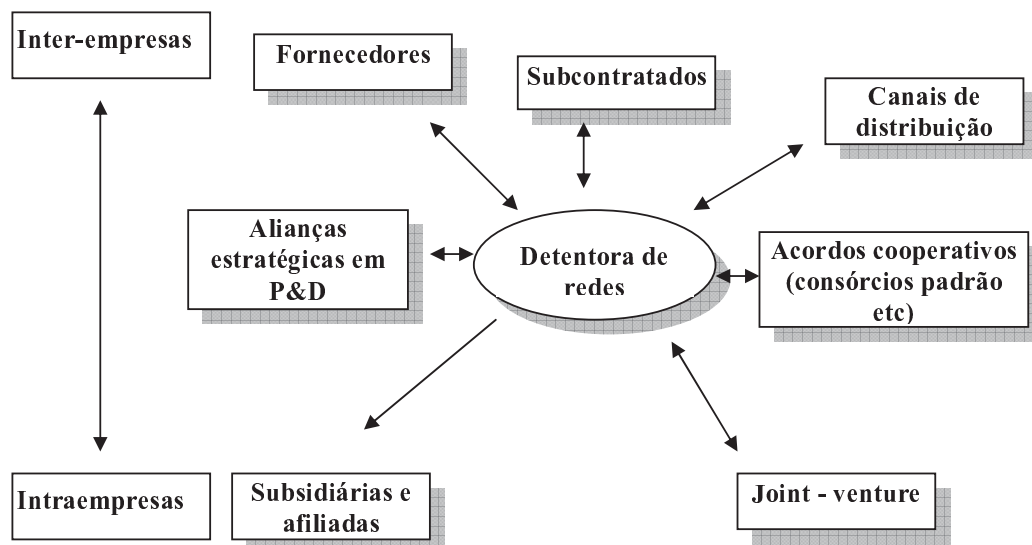 Inter-empresas
Fornecedores
Subcontratados
Canais de
distribuição
Alianças
estratégicas em
P&D
Detentora de
redes
Acordos cooperativos
(consórcios padrão
etc)
Intraempresas
Subsidiárias e
afiliadas
Joint - venture